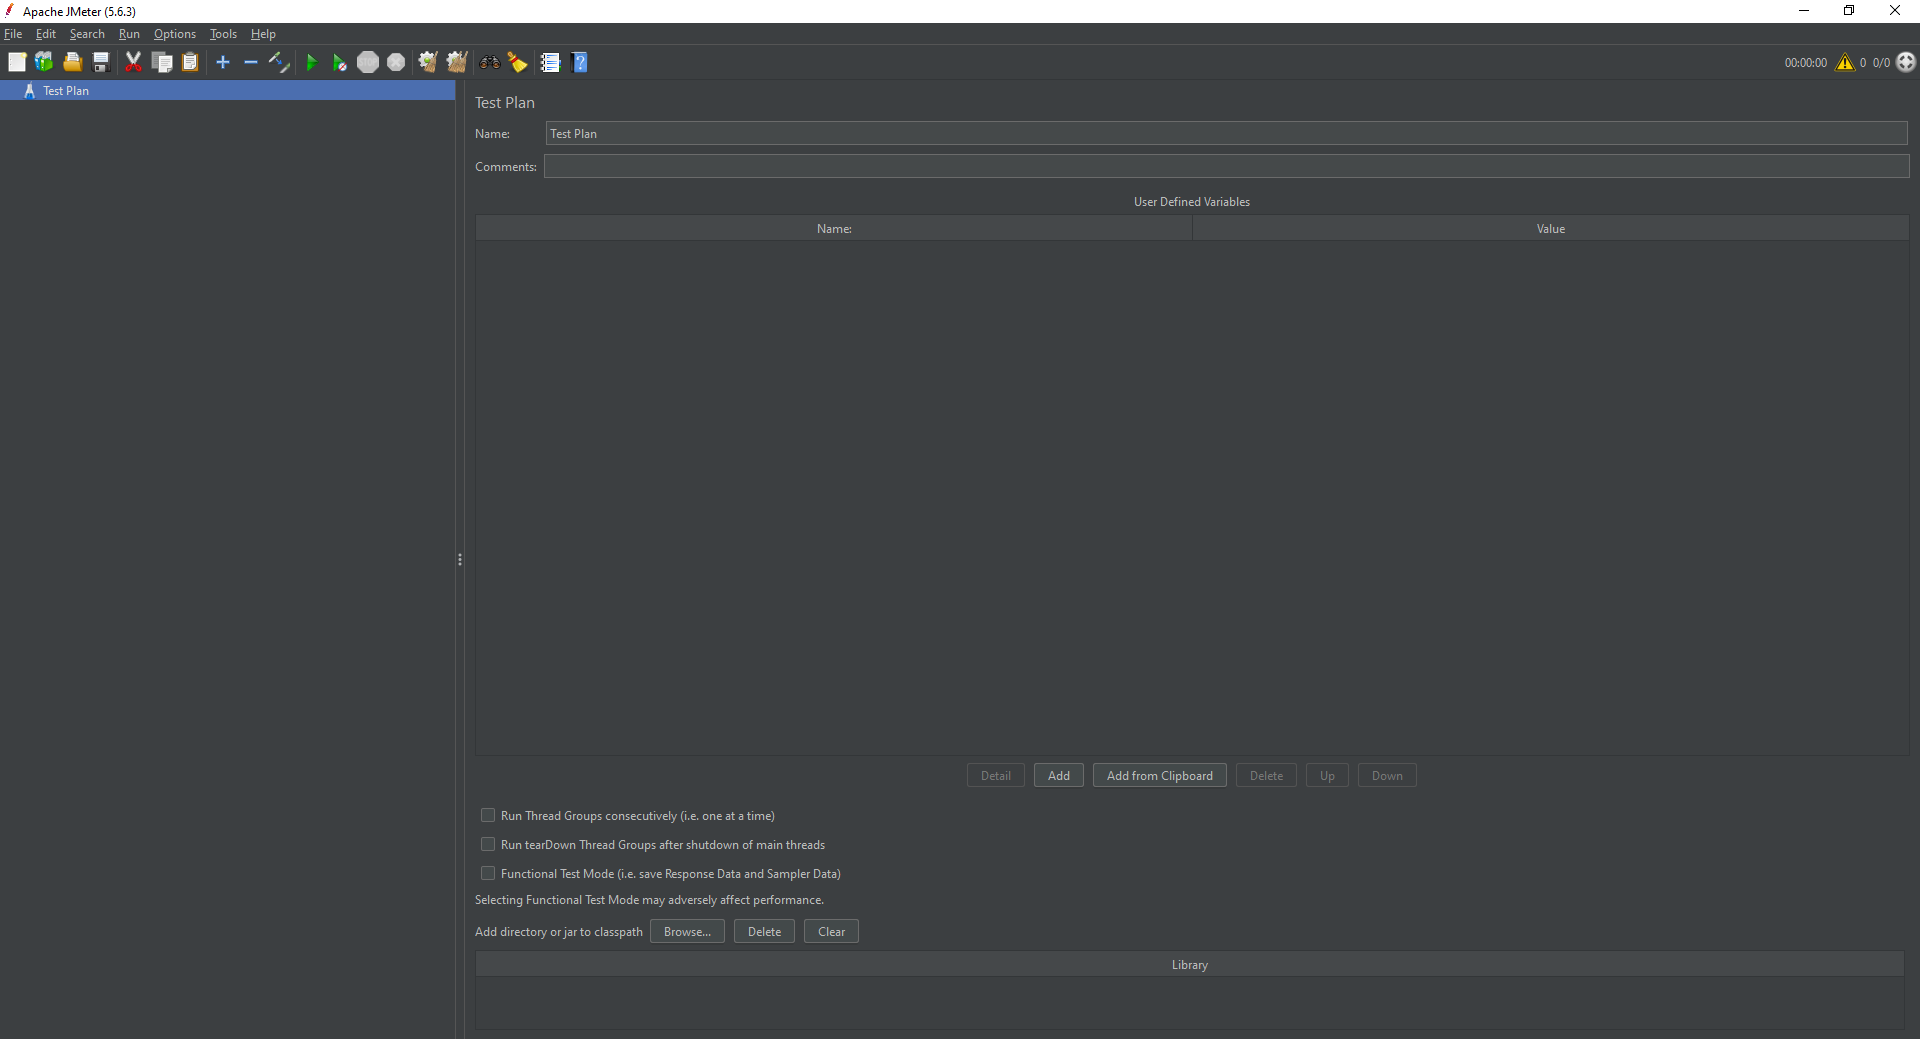 Apache JMeter (5.6.3)
File Edit Search Run Options Tools Help
STOP
00:00:00 0 0/0
Test Plan
Test Plan
Name: Test Plan
Comments:
User Defined Variables
Name: Value
Detail Add Add from Clipboard Delete Up Down
Run Thread Groups consecutively (i.e. one at a time)
Run tearDown Thread Groups after shutdown of main threads
Functional Test Mode (i.e. save Response Data and Sampler Data)
Selecting Functional Test Mode may adversely affect performance.
Add directory or jar to classpath Browse... Delete Clear
Library